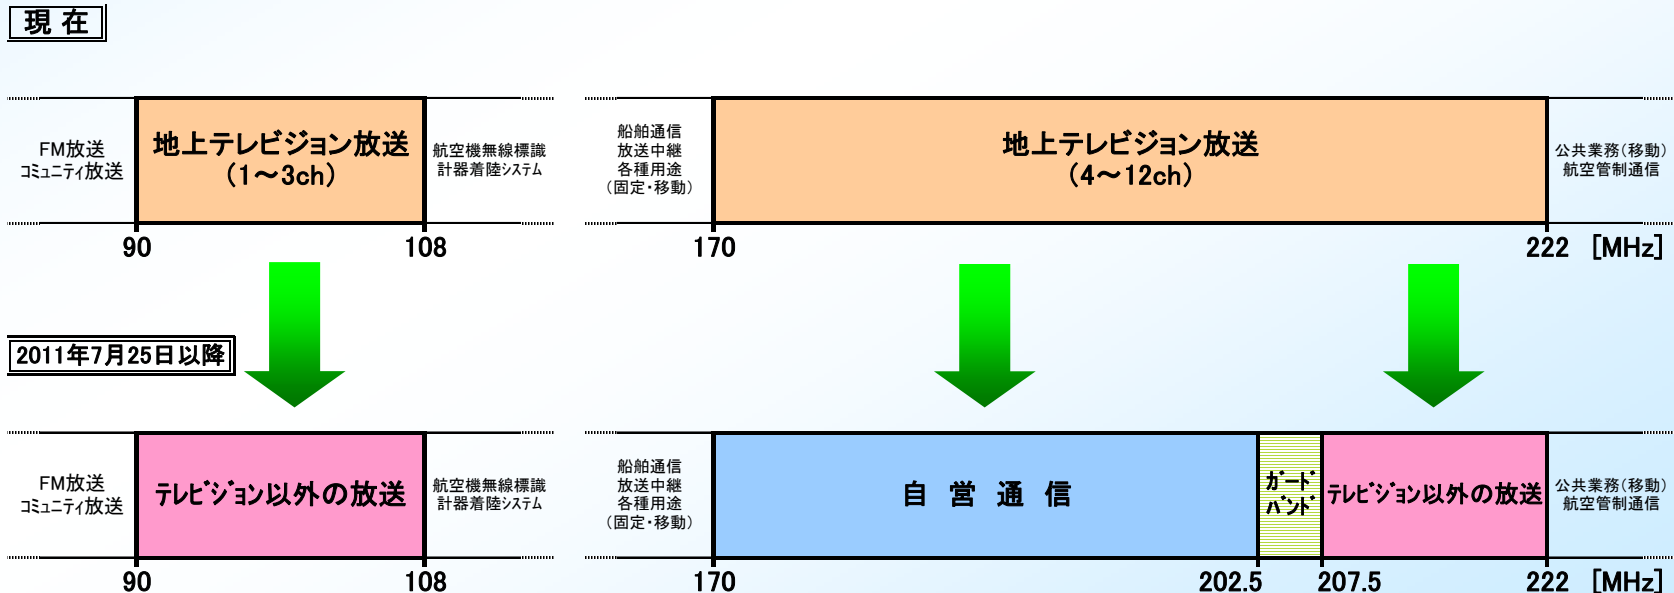 現 在
FM放送
コミュニティ放送
地上テレビジョン放送
（1～3ch）
航空機無線標識
計器着陸システム
船舶通信
放送中継
各種用途
（固定・移動）
地上テレビジョン放送
（4～12ch）
公共業務（移動）
航空管制通信
90
108
170
222 [MHz]
2011年7月25日以降
FM放送
コミュニティ放送
テレビジョン以外の放送
航空機無線標識
計器着陸システム
船舶通信
放送中継
各種用途
（固定・移動）
自 営 通 信
ガード
バンド
テレビジョン以外の放送
公共業務（移動）
航空管制通信
90
108
170
202.5
207.5
222 [MHz]